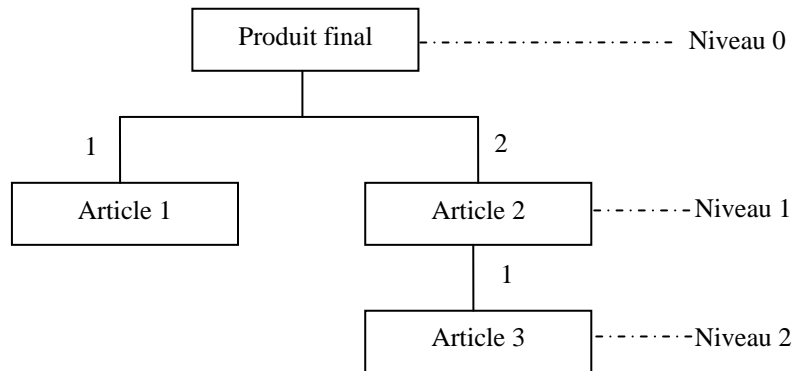 Produit final
Niveau 0
1
2
Article 1
Article 2
Niveau 1
1
Article 3
Niveau 2